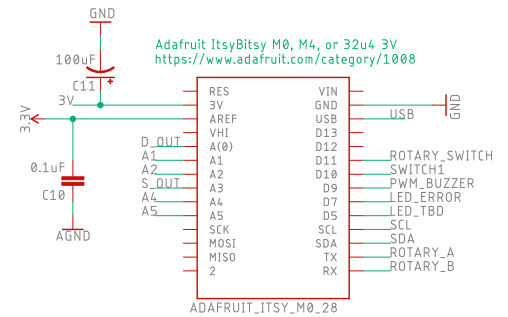 GND
Adafruit ItsyBitsy M0, M4, or 32u4 3V
https://www.adafruit.com/category/1008
100uF
C11
3V
3.3V
0.1uF
C10
AGND
RES VIN
3V GND GND
AREF USB USB
VHI D13
D_OUT A(0) D12
A1 A1 D11 ROTARY_SWITCH
A2 A2 D10 SWITCH1
S_OUT A3 D9 PWM_BUZZER
A4 A4 D7 LED_ERROR
A5 A5 D5 LED_TBD
SCK SCL SCL
MOSI SDA SDA
MISO TX ROTARY_A
2 RX ROTARY_B
ADAFRUIT_ITSY_M0_28